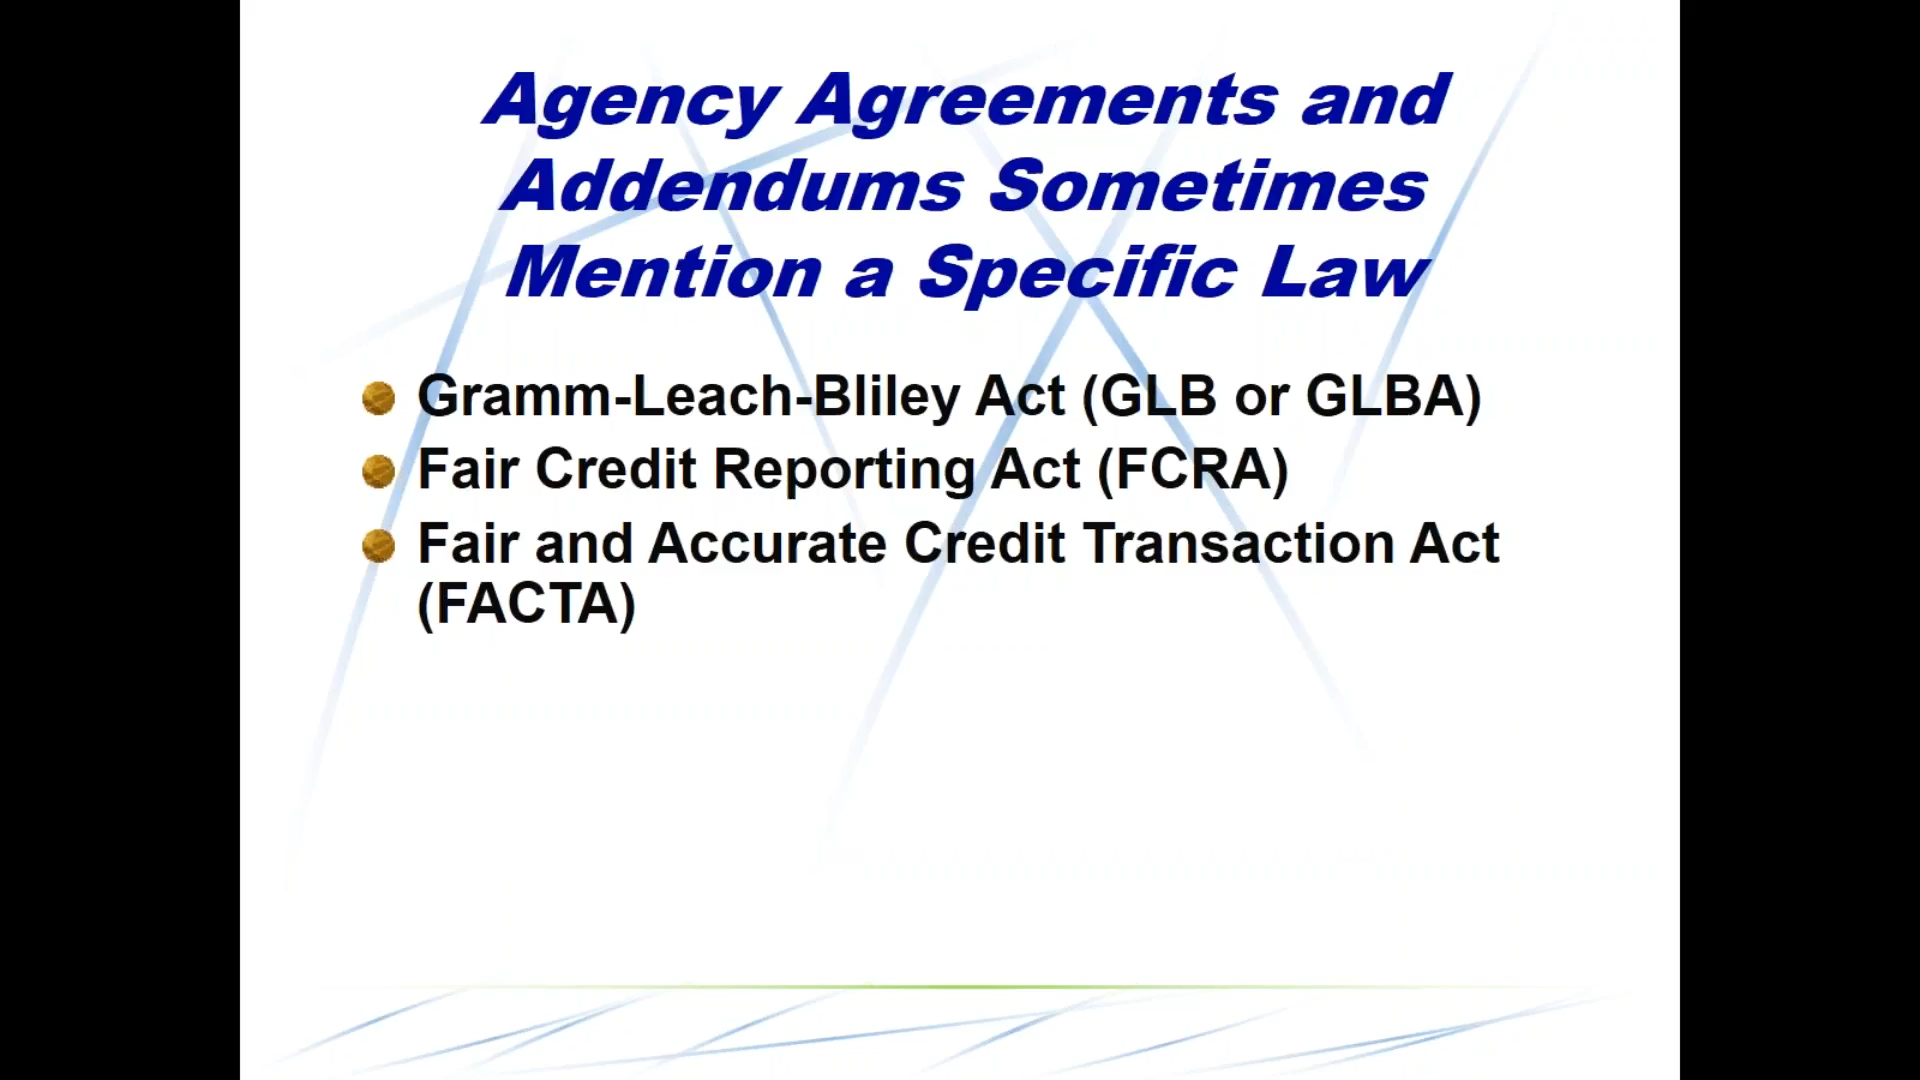 Agency Agreements and
Addendums Sometimes
Mention a Specific Law
Gramm-Leach-Bliley Act (GLB or GLBA)
Fair Credit Reporting Act (FCRA)
Fair and Accurate Credit Transaction Act
(FACTA)